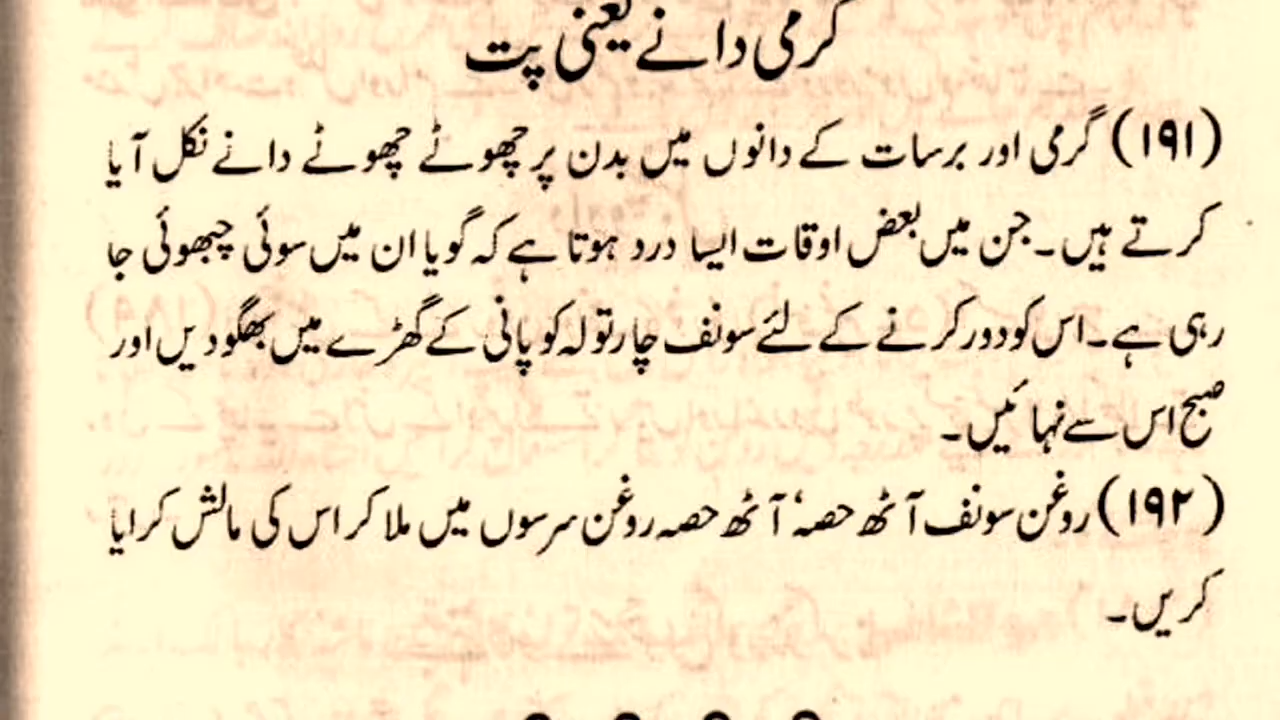 گرمی دانے یعنی پت
(۱۹۱) گرمی اور برسات کے دانوں میں بدن پر چھوٹے چھوٹے دانے نکل آیا
کرتے ہیں۔ جن میں بعض اوقات ایسا درد ہوتا ہے کہ گویا ان میں سوئی چبھوئی جا
رہی ہے۔ اس کو دور کرنے کے لئے سونف چار تولہ کو پانی کے گھڑے میں بھگو دیں اور
صبح اس سے نہائیں۔
(۱۹۲) روغن سونف آٹھ حصہ‘ آٹھ حصہ روغن سرسوں میں ملا کر اس کی مالش کرایا
کریں۔